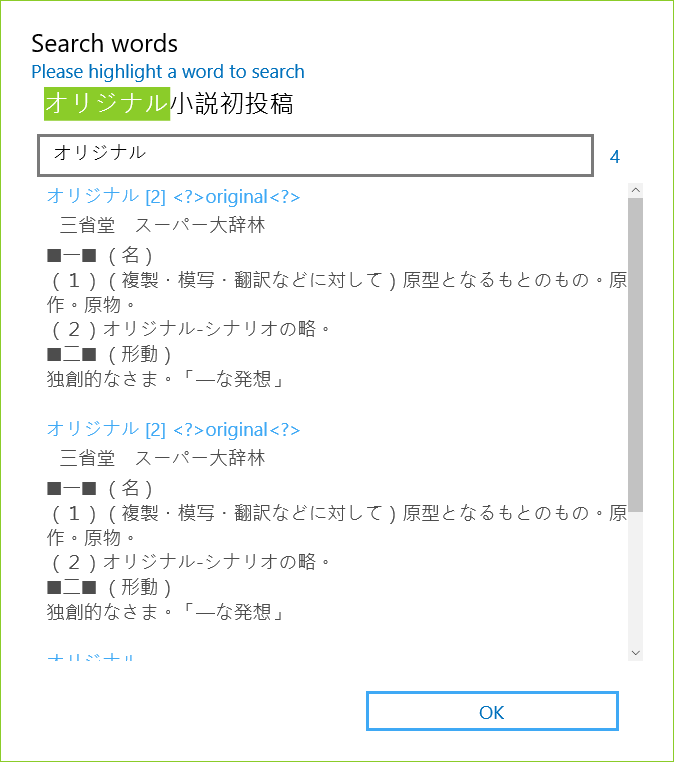 Search words
Please highlight a word to search
オリジナル小説初投稿
オリジナル
4
オリジナル [2] <?>original<?>
三省堂　スーパー大辞林
■一■（名）
（１）（複製・模写・翻訳などに対して）原型となるもとのもの。原
作。原物。
（２）オリジナル-シナリオの略。
■二■（形動）
独創的なさま。「—な発想」
オリジナル [2] <?>original<?>
三省堂　スーパー大辞林
■一■（名）
（１）（複製・模写・翻訳などに対して）原型となるもとのもの。原
作。原物。
（２）オリジナル-シナリオの略。
■二■（形動）
独創的なさま。「—な発想」
オリジナル
OK